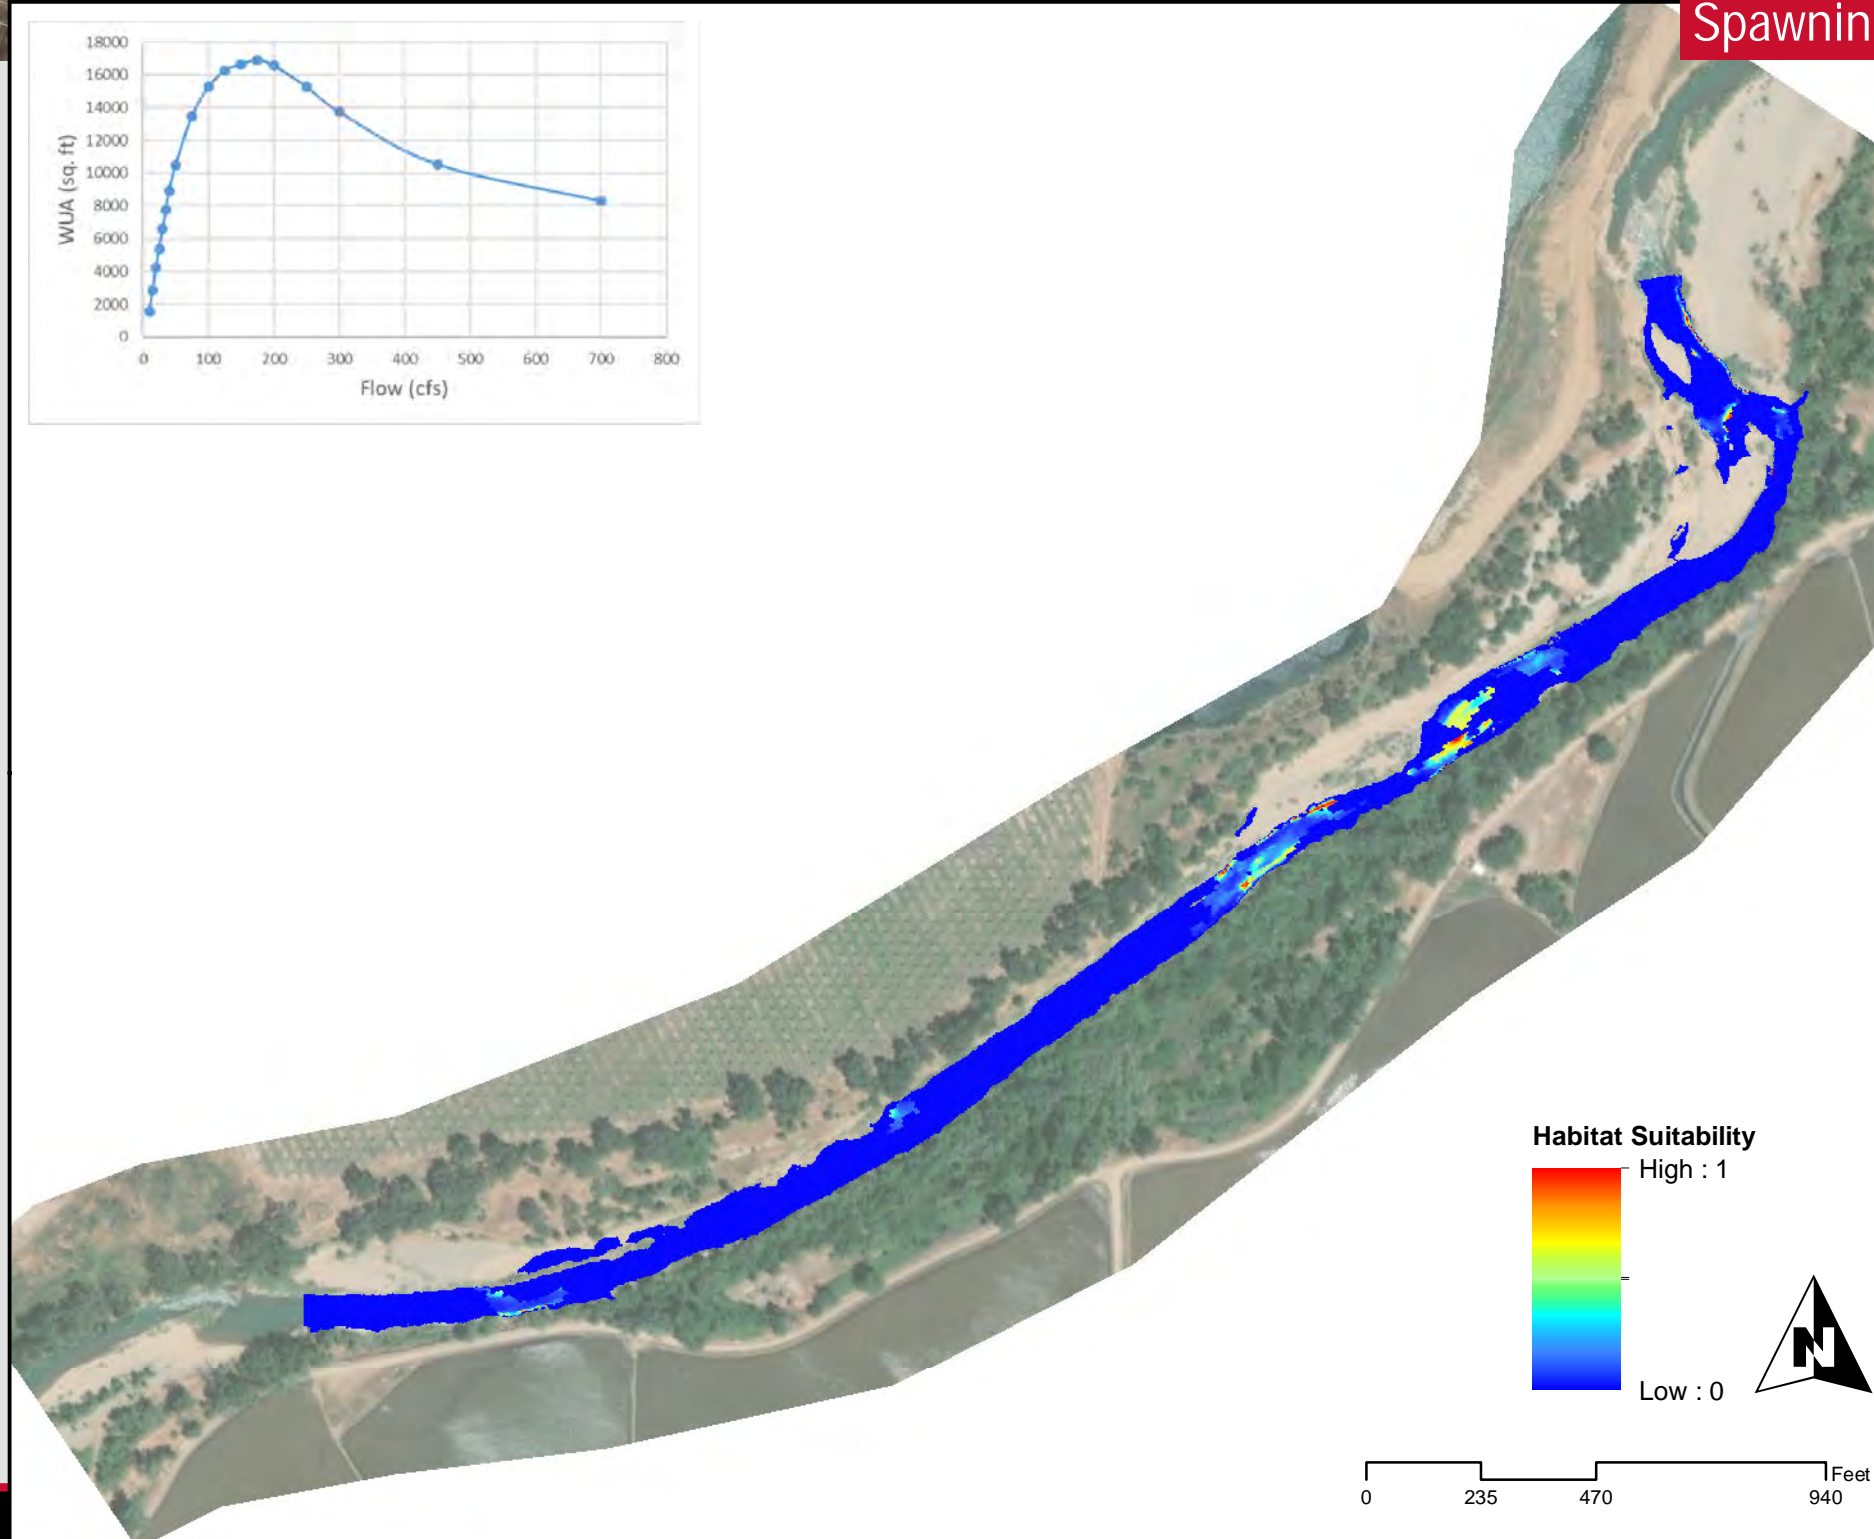 Spawnin
18000
16000
14000
12000
10000
8000
6000
4000
2000
0
WUA (sq. ft)
0 100 200 300 400 500 600 700 800
Flow (cfs)
Habitat Suitability
High : 1
Low : 0
N
Feet
0 235 470 940